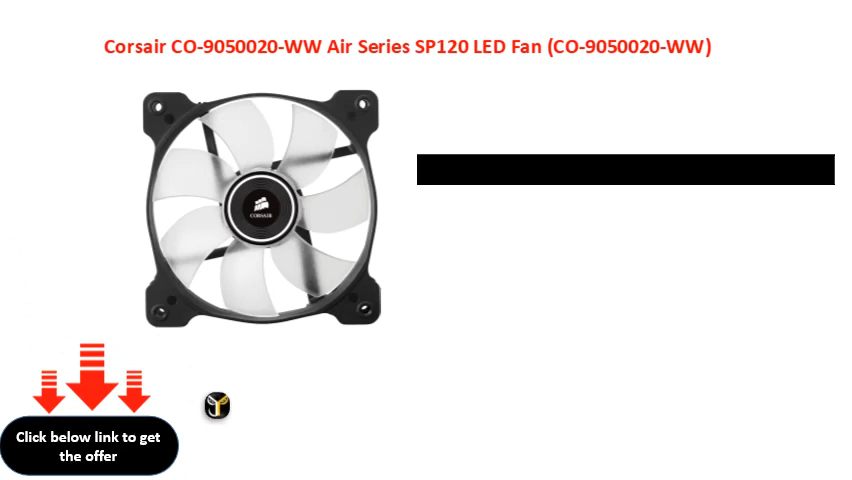 Corsair CO-9050020-WW Air Series SP120 LED Fan (CO-9050020-WW)
CORSAIR
Click below link to get
the offer